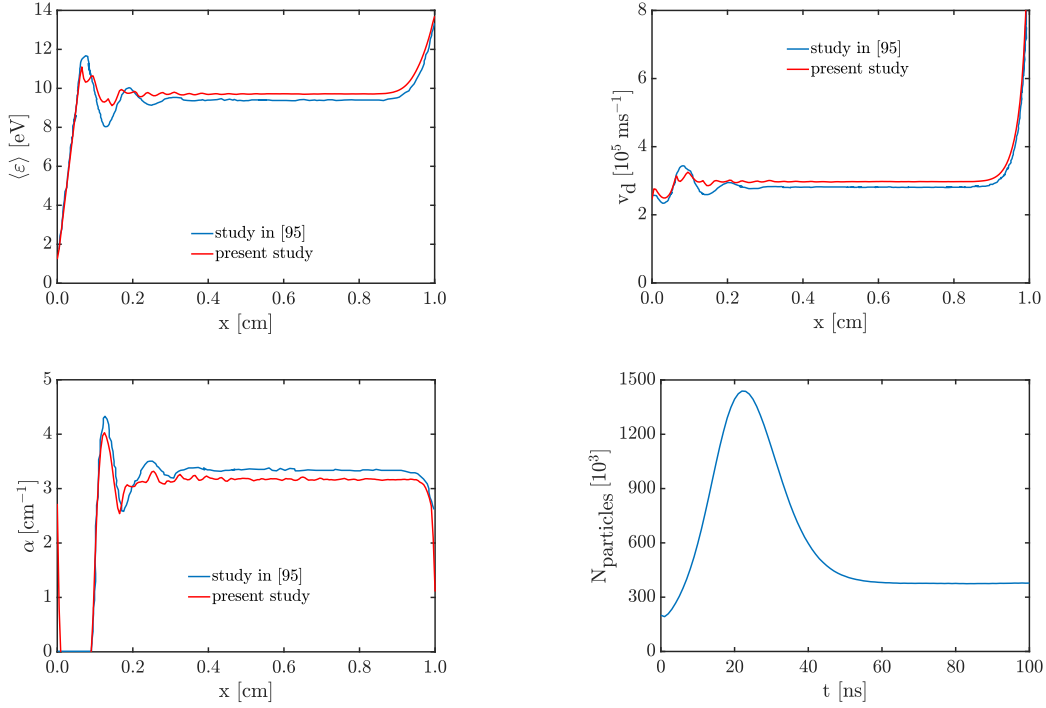 14
12
10
8
6
4
2
0
⟨ε⟩ [eV]
study in [95]
present study
0.0 0.2 0.4 0.6 0.8 1.0
x [cm]
8
6
4
2
0
v_d [10⁵ ms⁻¹]
study in [95]
present study
0.0 0.2 0.4 0.6 0.8 1.0
x [cm]
5
4
3
2
1
0
α [cm⁻¹]
study in [95]
present study
0.0 0.2 0.4 0.6 0.8 1.0
x [cm]
1500
1200
900
600
300
0
N_particles [10³]
0 20 40 60 80 100
t [ns]